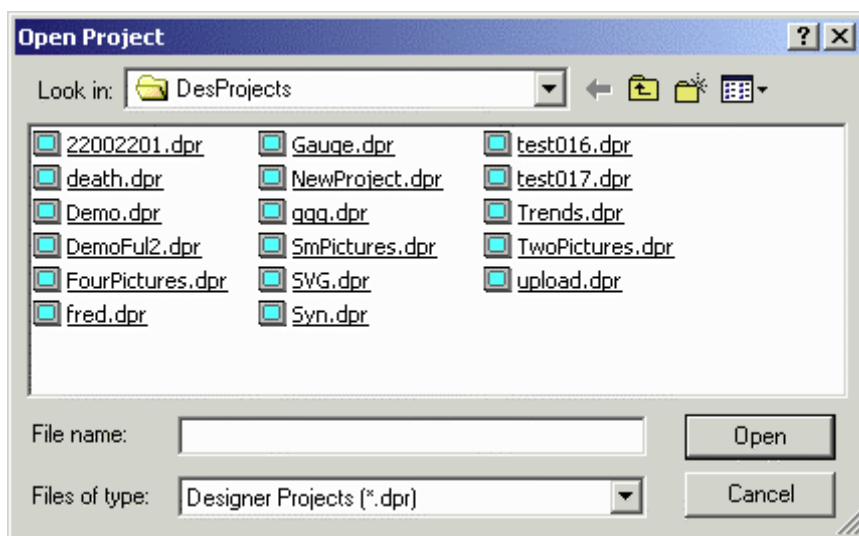 Open Project
Look in: DesProjects
22002201.dpr
death.dpr
Demo.dpr
DemoFul2.dpr
FourPictures.dpr
fred.dpr
Gauge.dpr
NewProject.dpr
qqq.dpr
SmPictures.dpr
SVG.dpr
Syn.dpr
test016.dpr
test017.dpr
Trends.dpr
TwoPictures.dpr
upload.dpr
File name:
Open
Files of type: Designer Projects (*.dpr)
Cancel